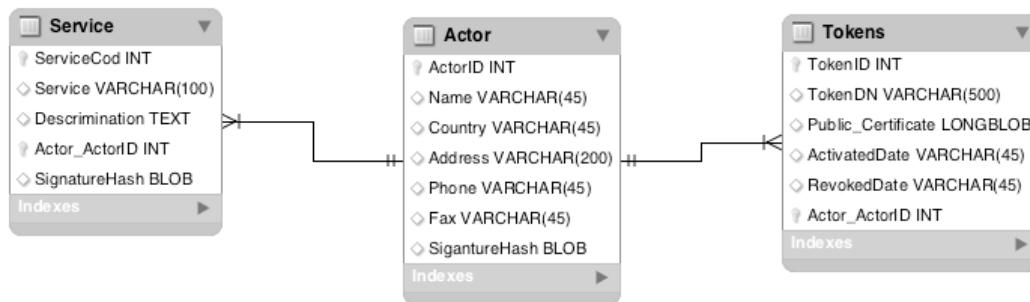 Service
ServiceCod INT
Service VARCHAR(100)
Descrimination TEXT
Actor_ActorID INT
SignatureHash BLOB
Indexes
Actor
ActorID INT
Name VARCHAR(45)
Country VARCHAR(45)
Address VARCHAR(200)
Phone VARCHAR(45)
Fax VARCHAR(45)
SigantureHash BLOB
Indexes
Tokens
TokenID INT
TokenDN VARCHAR(500)
Public_Certificate LONGBLOB
ActivatedDate VARCHAR(45)
RevokedDate VARCHAR(45)
Actor_ActorID INT
Indexes